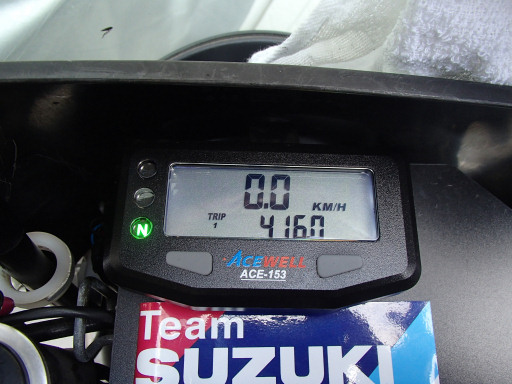 0.0
KM/H
TRIP
1
416.0
N
ACEWELL
ACE-153
Team
SUZUKI